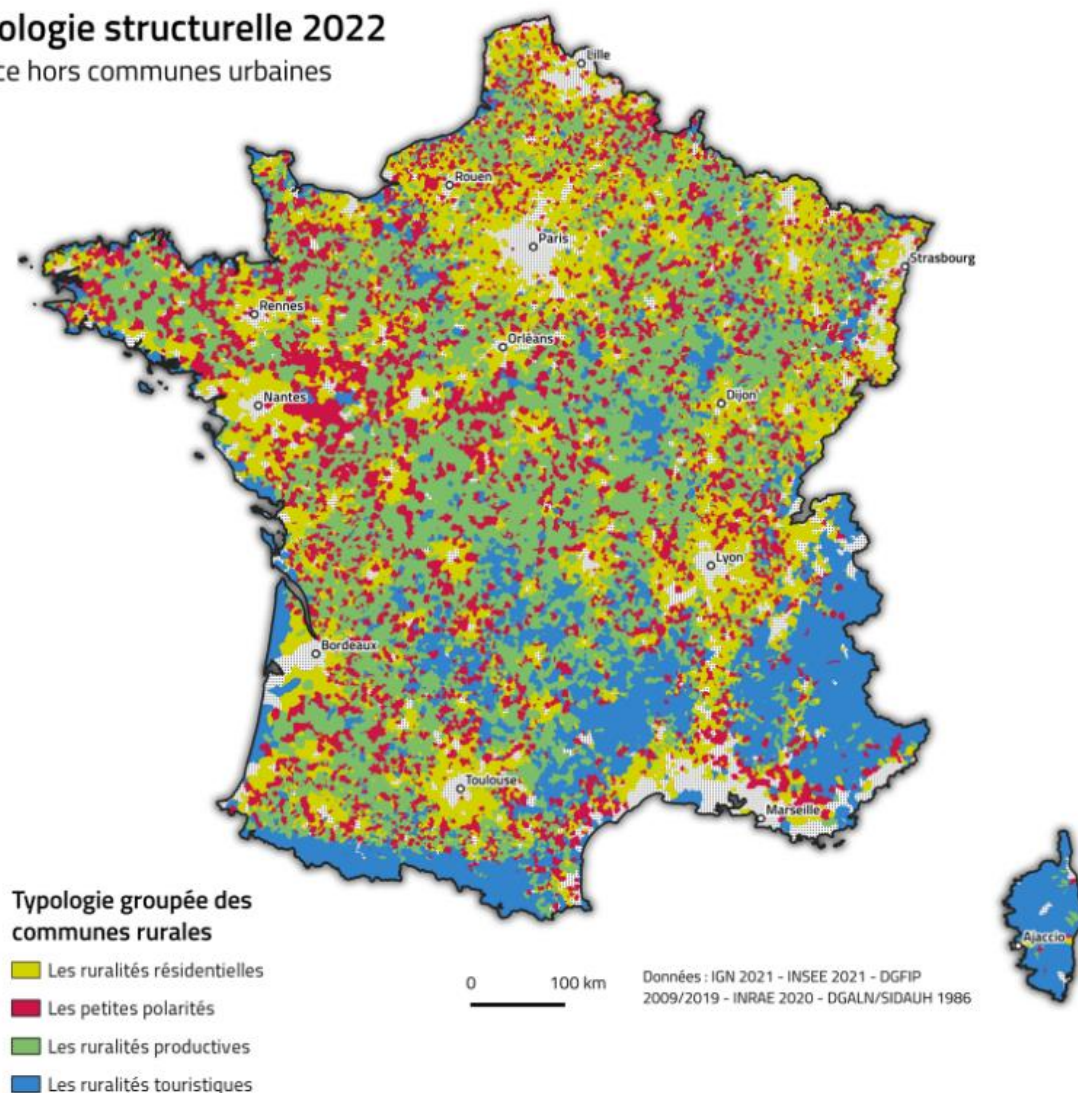 ologie structurelle 2022
ce hors communes urbaines
Lille
Rouen
Paris
Strasbourg
Rennes
Orléans
Nantes
Dijon
Lyon
Bordeaux
Toulouse
Marseille
Ajaccio
Typologie groupée des
communes rurales
Les ruralités résidentielles
Les petites polarités
Les ruralités productives
Les ruralités touristiques
0 100 km
Données : IGN 2021 - INSEE 2021 - DGFIP
2009/2019 - INRAE 2020 - DGALN/SIDAUH 1986